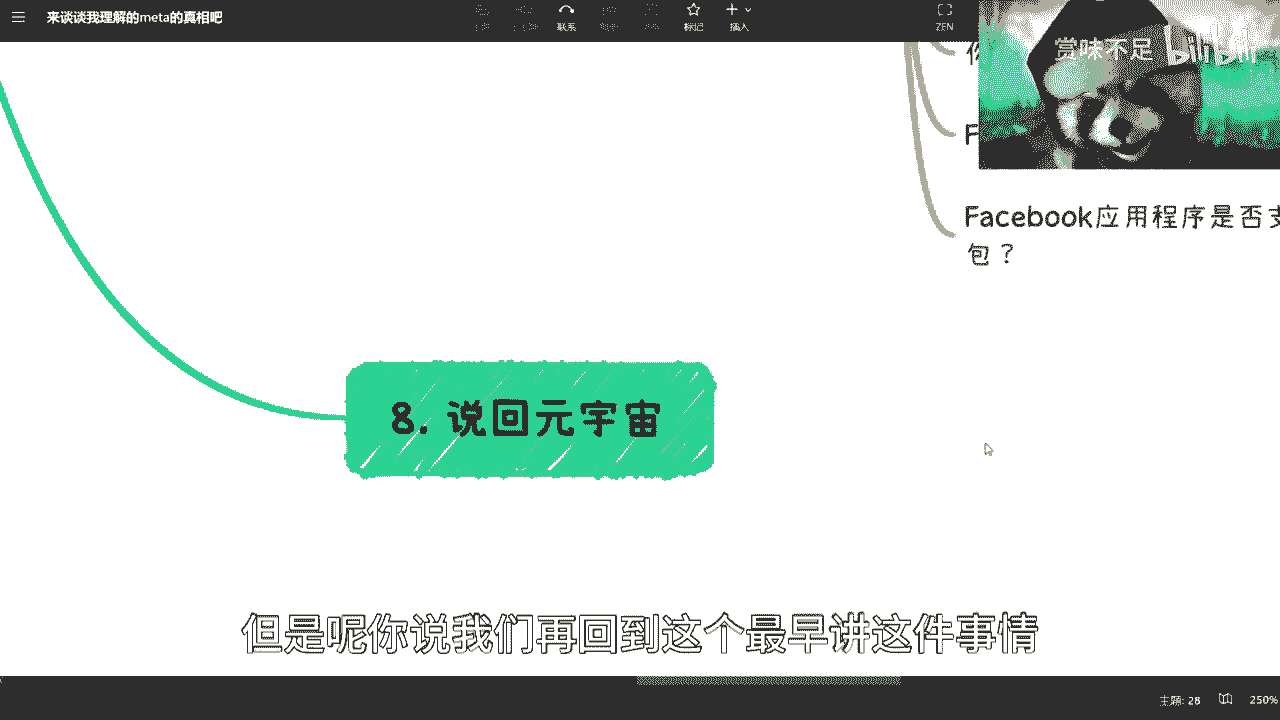 来谈谈我理解的meta的真相吧
联系
标记
插入
ZEN
赏味不足 bilibili
F
Facebook应用程序是否支
包？
8. 说回元宇宙
但是呢你说我们再回到这个最早讲这件事情
主题: 28
250%